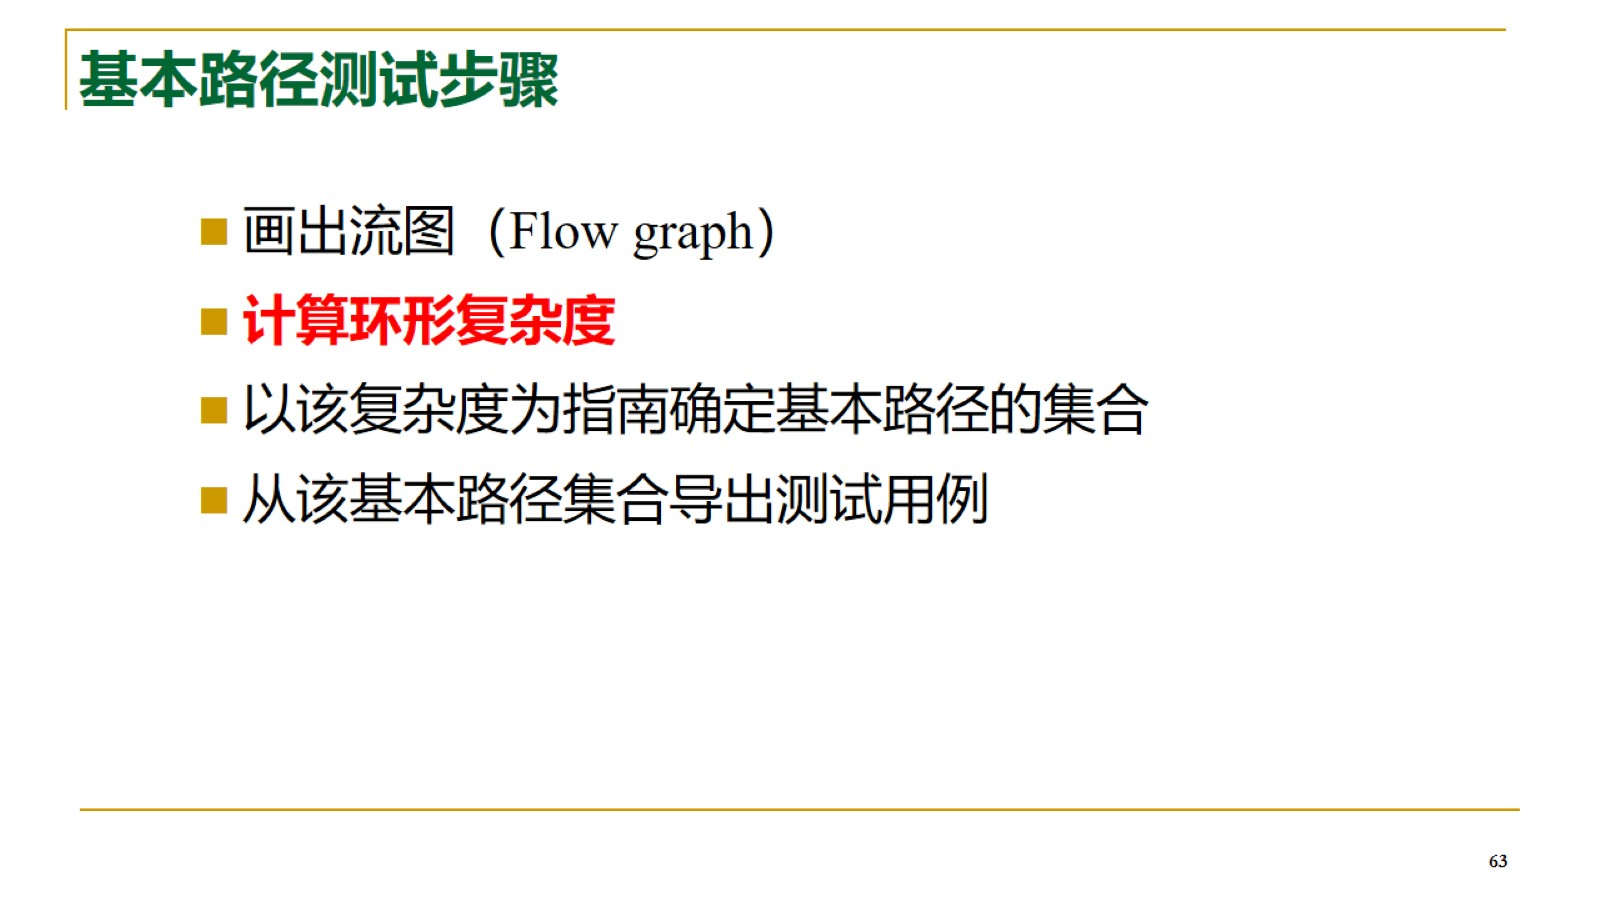 基本路径测试步骤
画出流图（Flow graph）
计算环形复杂度
以该复杂度为指南确定基本路径的集合
从该基本路径集合导出测试用例
63